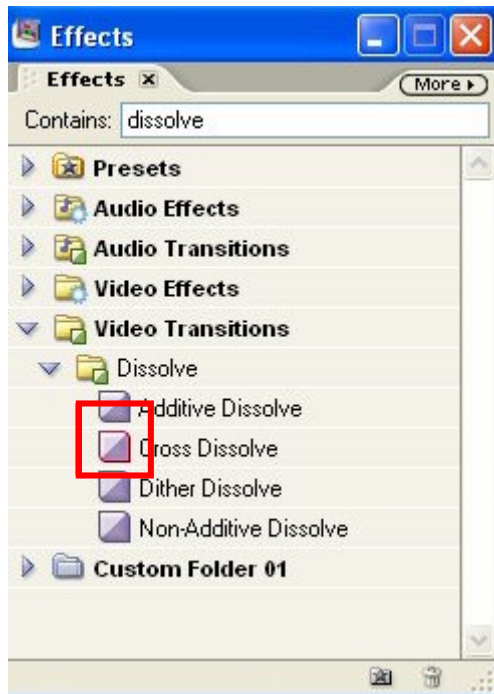 Effects
Effects
More
Contains: dissolve
Presets
Audio Effects
Audio Transitions
Video Effects
Video Transitions
Dissolve
Additive Dissolve
Cross Dissolve
Dither Dissolve
Non-Additive Dissolve
Custom Folder 01